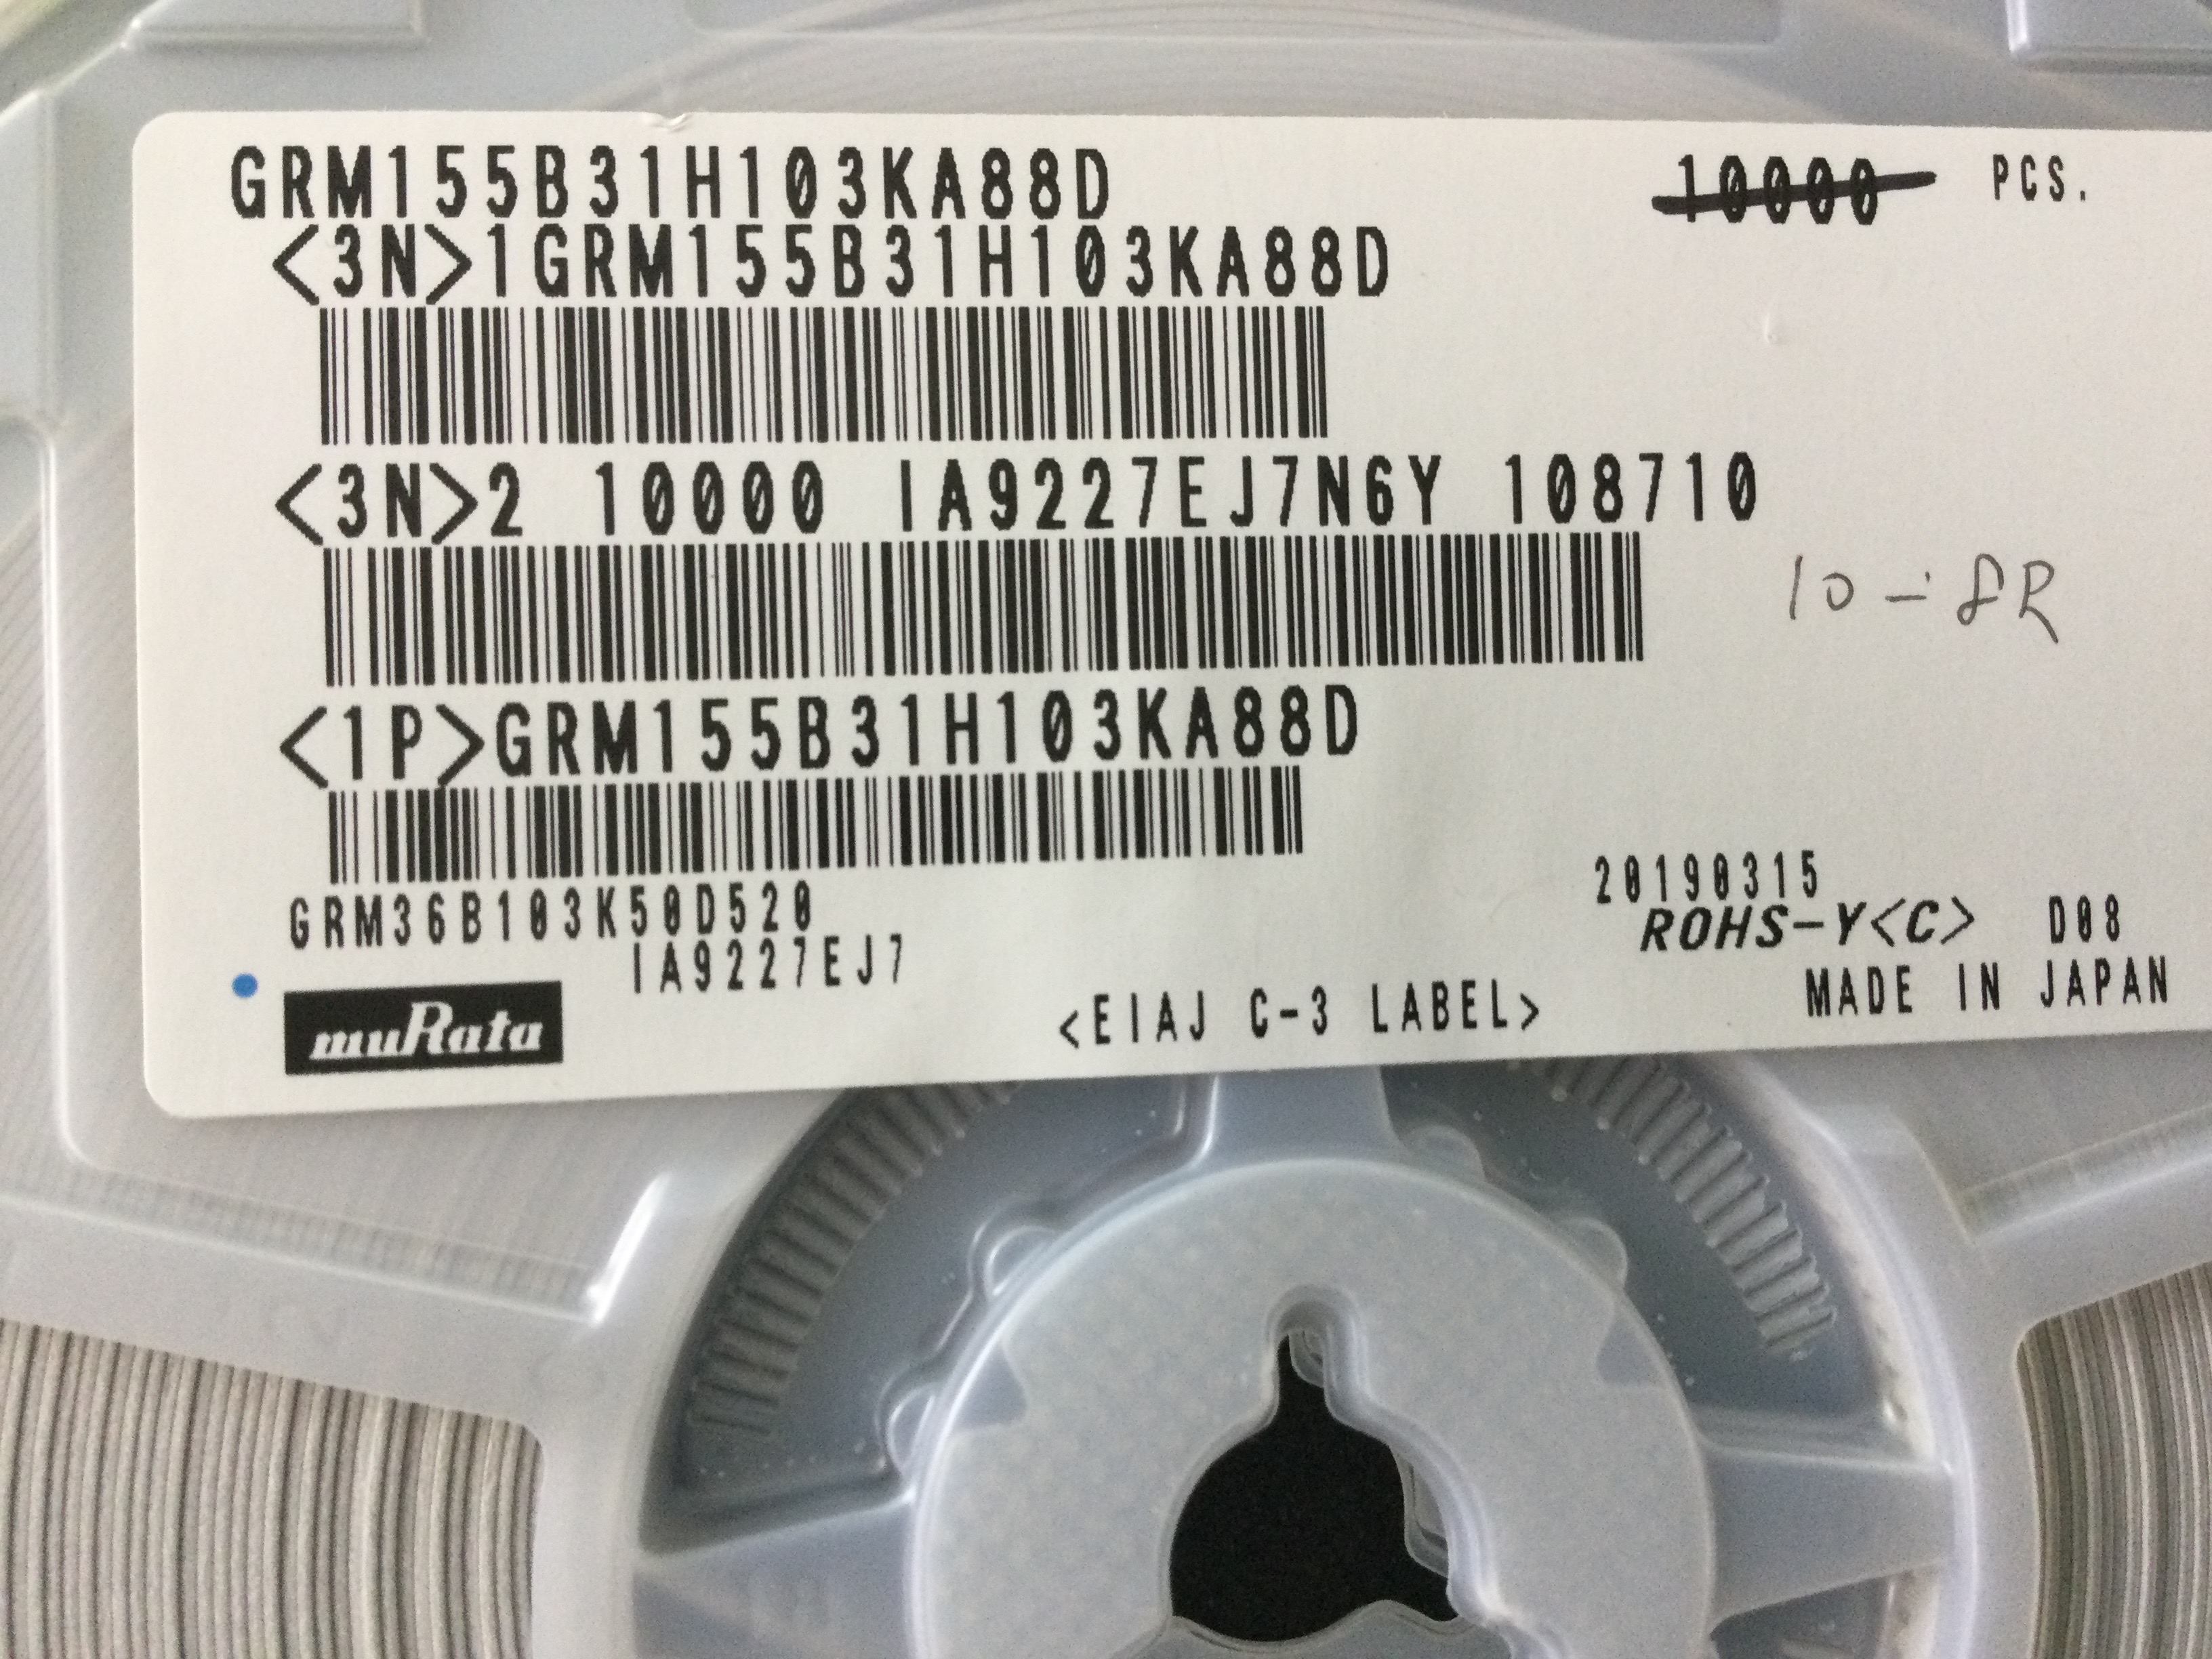 GRM155B31H103KA88D 10000 PCS.
<3N>1GRM155B31H103KA88D
<3N>2 10000 IA9227EJ7N6Y 108710
10-8R
<1P>GRM155B31H103KA88D
20190315
GRM36B103K50D520 ROHS-Y<C> D08
IA9227EJ7 MADE IN JAPAN
muRata <EIAJ C-3 LABEL>